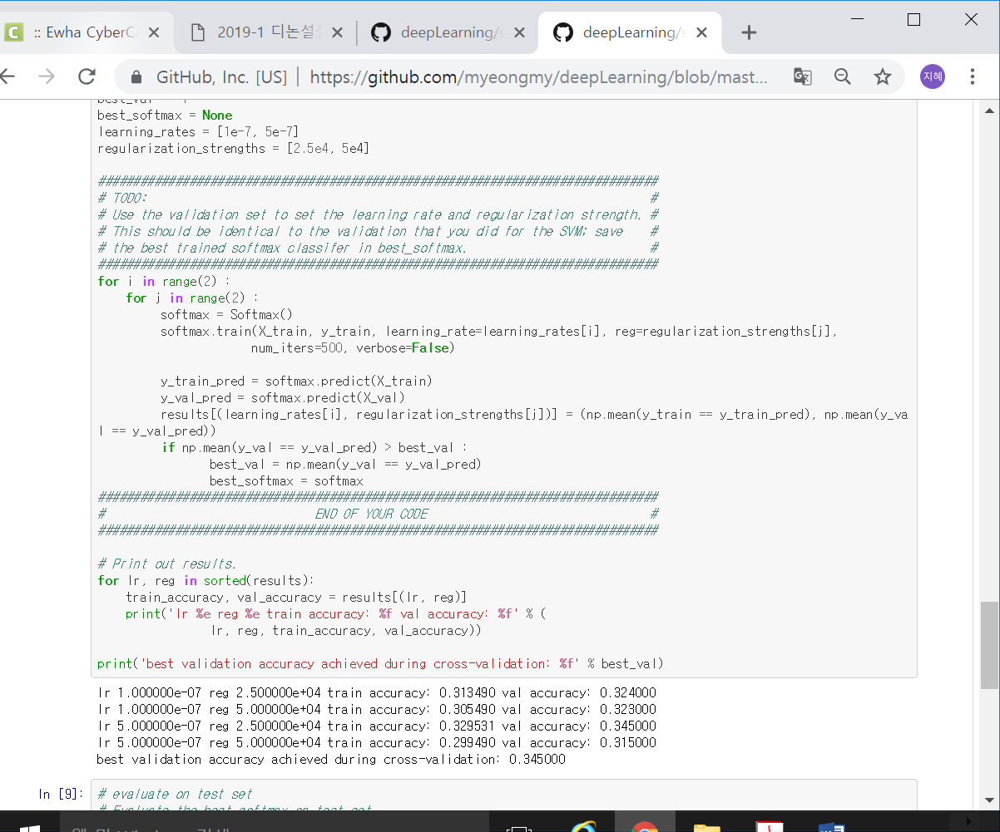 :: Ewha CyberC
2019-1 디논설
deepLearning/s
deepLearning/s
GitHub, Inc. [US]
https://github.com/myeongmy/deepLearning/blob/mast...
지혜
best_softmax = None
learning_rates = [1e-7, 5e-7]
regularization_strengths = [2.5e4, 5e4]
################################################################################
# TODO: #
# Use the validation set to set the learning rate and regularization strength. #
# This should be identical to the validation that you did for the SVM; save #
# the best trained softmax classifer in best_softmax. #
################################################################################
for i in range(2) :
for j in range(2) :
softmax = Softmax()
softmax.train(X_train, y_train, learning_rate=learning_rates[i], reg=regularization_strengths[j],
num_iters=500, verbose=False)
y_train_pred = softmax.predict(X_train)
y_val_pred = softmax.predict(X_val)
results[(learning_rates[i], regularization_strengths[j])] = (np.mean(y_train == y_train_pred), np.mean(y_va
l == y_val_pred))
if np.mean(y_val == y_val_pred) > best_val :
best_val = np.mean(y_val == y_val_pred)
best_softmax = softmax
################################################################################
# END OF YOUR CODE #
################################################################################
# Print out results.
for lr, reg in sorted(results):
train_accuracy, val_accuracy = results[(lr, reg)]
print('lr %e reg %e train accuracy: %f val accuracy: %f' % (
lr, reg, train_accuracy, val_accuracy))
print('best validation accuracy achieved during cross-validation: %f' % best_val)
lr 1.000000e-07 reg 2.500000e+04 train accuracy: 0.313490 val accuracy: 0.324000
lr 1.000000e-07 reg 5.000000e+04 train accuracy: 0.305490 val accuracy: 0.323000
lr 5.000000e-07 reg 2.500000e+04 train accuracy: 0.329531 val accuracy: 0.345000
lr 5.000000e-07 reg 5.000000e+04 train accuracy: 0.299490 val accuracy: 0.315000
best validation accuracy achieved during cross-validation: 0.345000
In [9]:
# evaluate on test set
# Evaluate the best softmax on test set